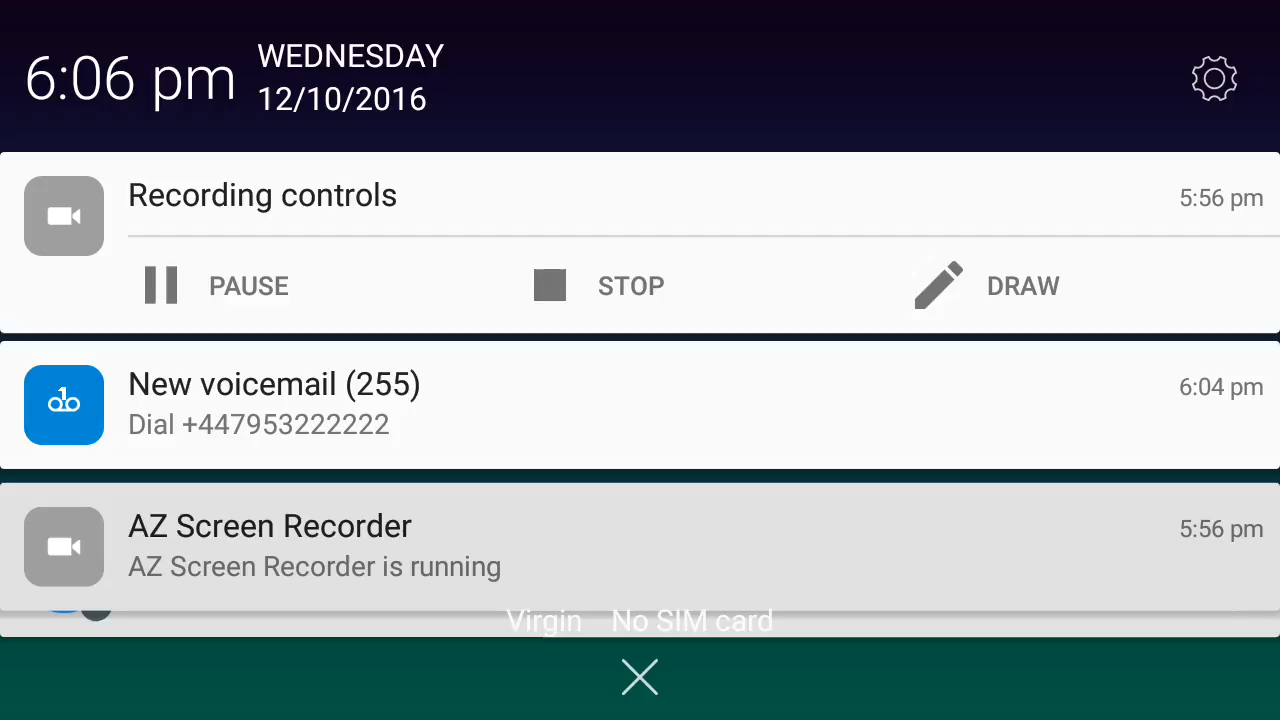 6:06 pm
WEDNESDAY
12/10/2016
Recording controls
5:56 pm
PAUSE
STOP
DRAW
New voicemail (255)
6:04 pm
Dial +447953222222
AZ Screen Recorder
5:56 pm
AZ Screen Recorder is running
Virgin No SIM card